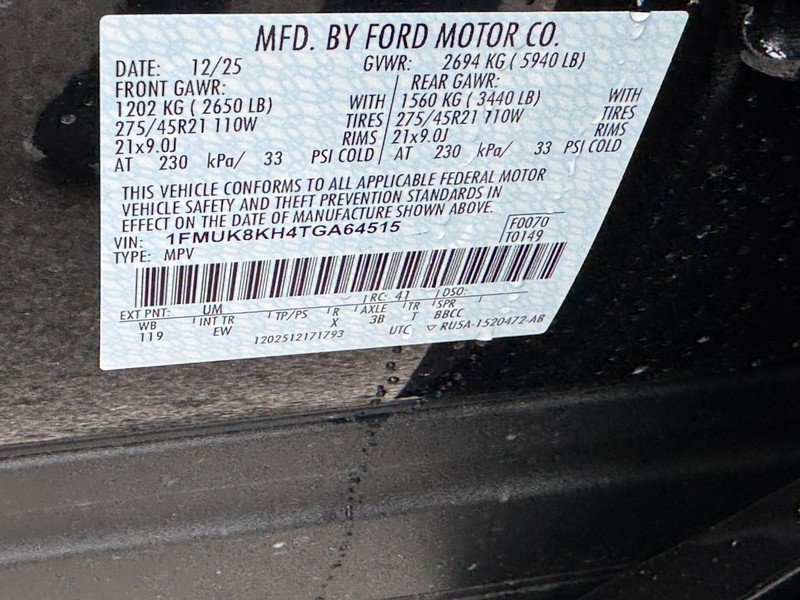 MFD. BY FORD MOTOR CO.
DATE: 12/25 GVWR: 2694 KG ( 5940 LB)
FRONT GAWR: REAR GAWR:
1202 KG ( 2650 LB) WITH 1560 KG ( 3440 LB) WITH
275/45R21 110W TIRES 275/45R21 110W TIRES
21x9.0J RIMS 21x9.0J RIMS
AT 230 kPa/ 33 PSI COLD AT 230 kPa/ 33 PSI COLD
THIS VEHICLE CONFORMS TO ALL APPLICABLE FEDERAL MOTOR
VEHICLE SAFETY AND THEFT PREVENTION STANDARDS IN
EFFECT ON THE DATE OF MANUFACTURE SHOWN ABOVE.
VIN: 1FMUK8KH4TGA64515 F0070
TYPE: MPV T0149
EXT PNT: UM RC: 41 DSO:
WB INT TR TP/PS R AXLE TR SPR
119 EW X 3B T BBCC
1202512171793 UTC ▽ RU5A-1520472-AB